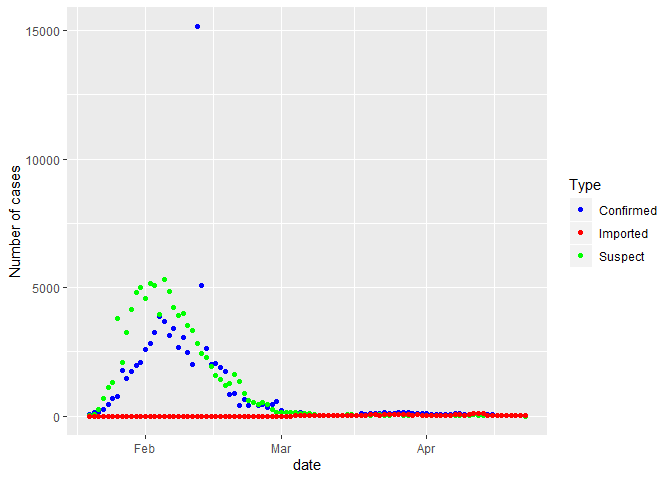 15000
10000
5000
0
Number of cases
Feb
Mar
Apr
date
Type
Confirmed
Imported
Suspect